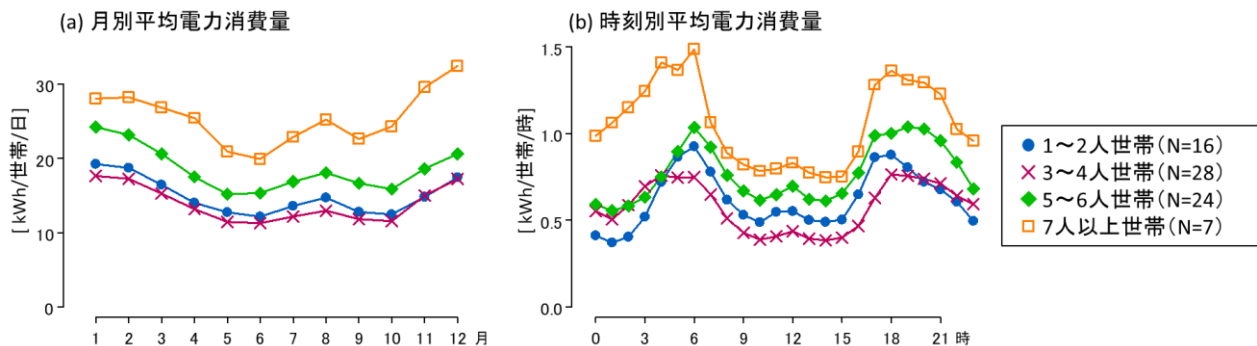 (a) 月別平均電力消費量
[kWh/世帯/日]
30
20
10
0
1 2 3 4 5 6 7 8 9 10 11 12 月
(b) 時刻別平均電力消費量
[kWh/世帯/時]
1.5
1.0
0.5
0.0
0 3 6 9 12 15 18 21 時
1～2人世帯(N=16)
3～4人世帯(N=28)
5～6人世帯(N=24)
7人以上世帯(N=7)